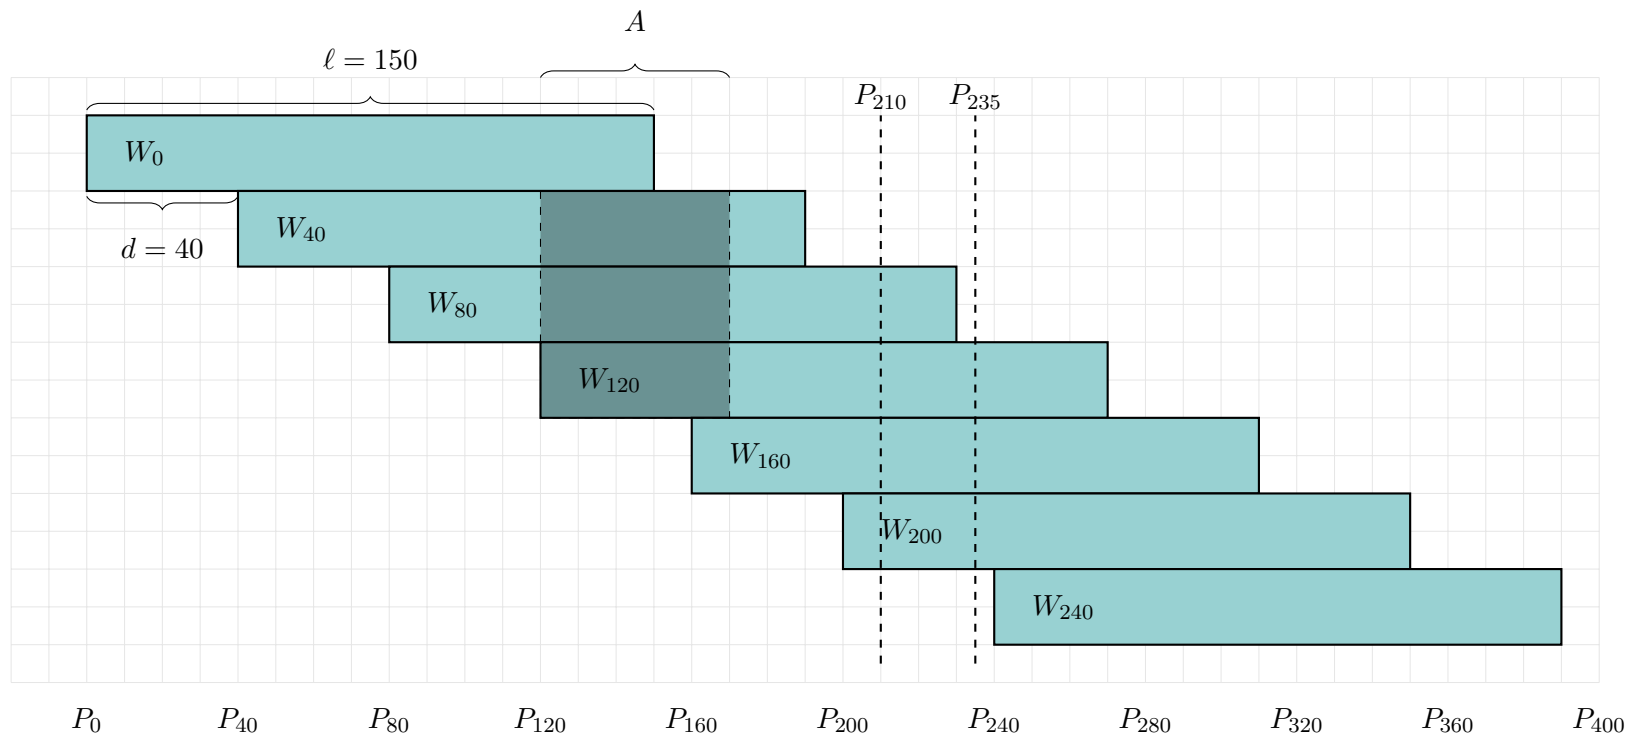 A
ℓ = 150
P₂₁₀ P₂₃₅
W₀
W₄₀
d = 40
W₈₀
W₁₂₀
W₁₆₀
W₂₀₀
W₂₄₀
P₀ P₄₀ P₈₀ P₁₂₀ P₁₆₀ P₂₀₀ P₂₄₀ P₂₈₀ P₃₂₀ P₃₆₀ P₄₀₀